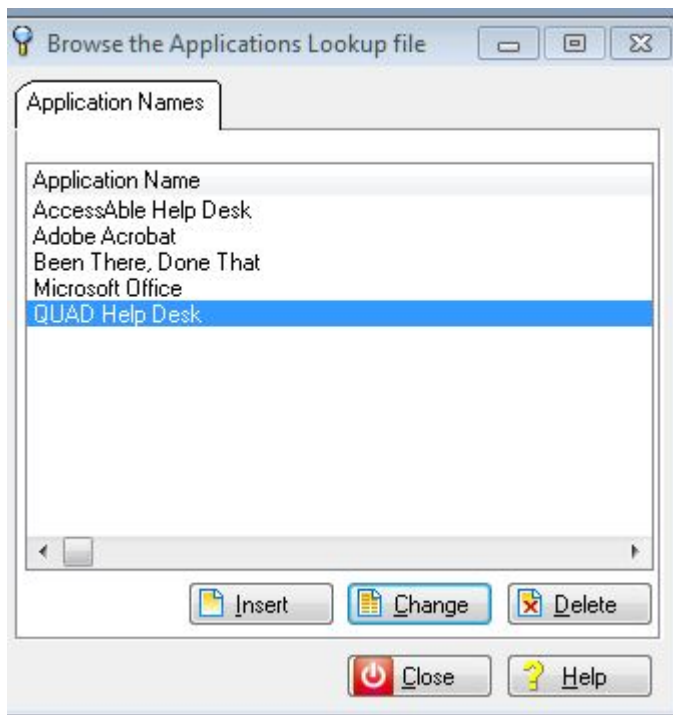 Browse the Applications Lookup file
Application Names
Application Name
AccessAble Help Desk
Adobe Acrobat
Been There, Done That
Microsoft Office
QUAD Help Desk
Insert
Change
Delete
Close
Help